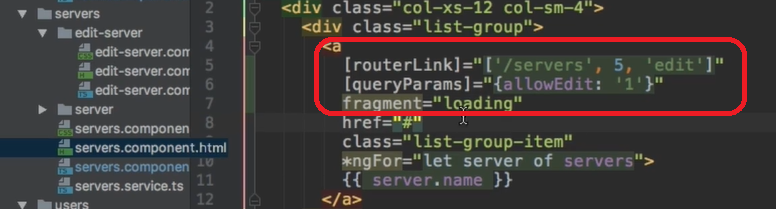 servers
edit-server
edit-server.com
edit-server.com
edit-server.com
server
servers.component
servers.component.html
servers.component
servers.service.ts
users
2 <div class="col-xs-12 col-sm-4">
3 <div class="list-group">
4 <a
5 [routerLink]="['/servers', 5, 'edit']"
6 [queryParams]="{allowEdit: '1'}"
7 fragment="loading"
8 href="#"
class="list-group-item"
10 *ngFor="let server of servers">
11 {{ server.name }}
12 </a>